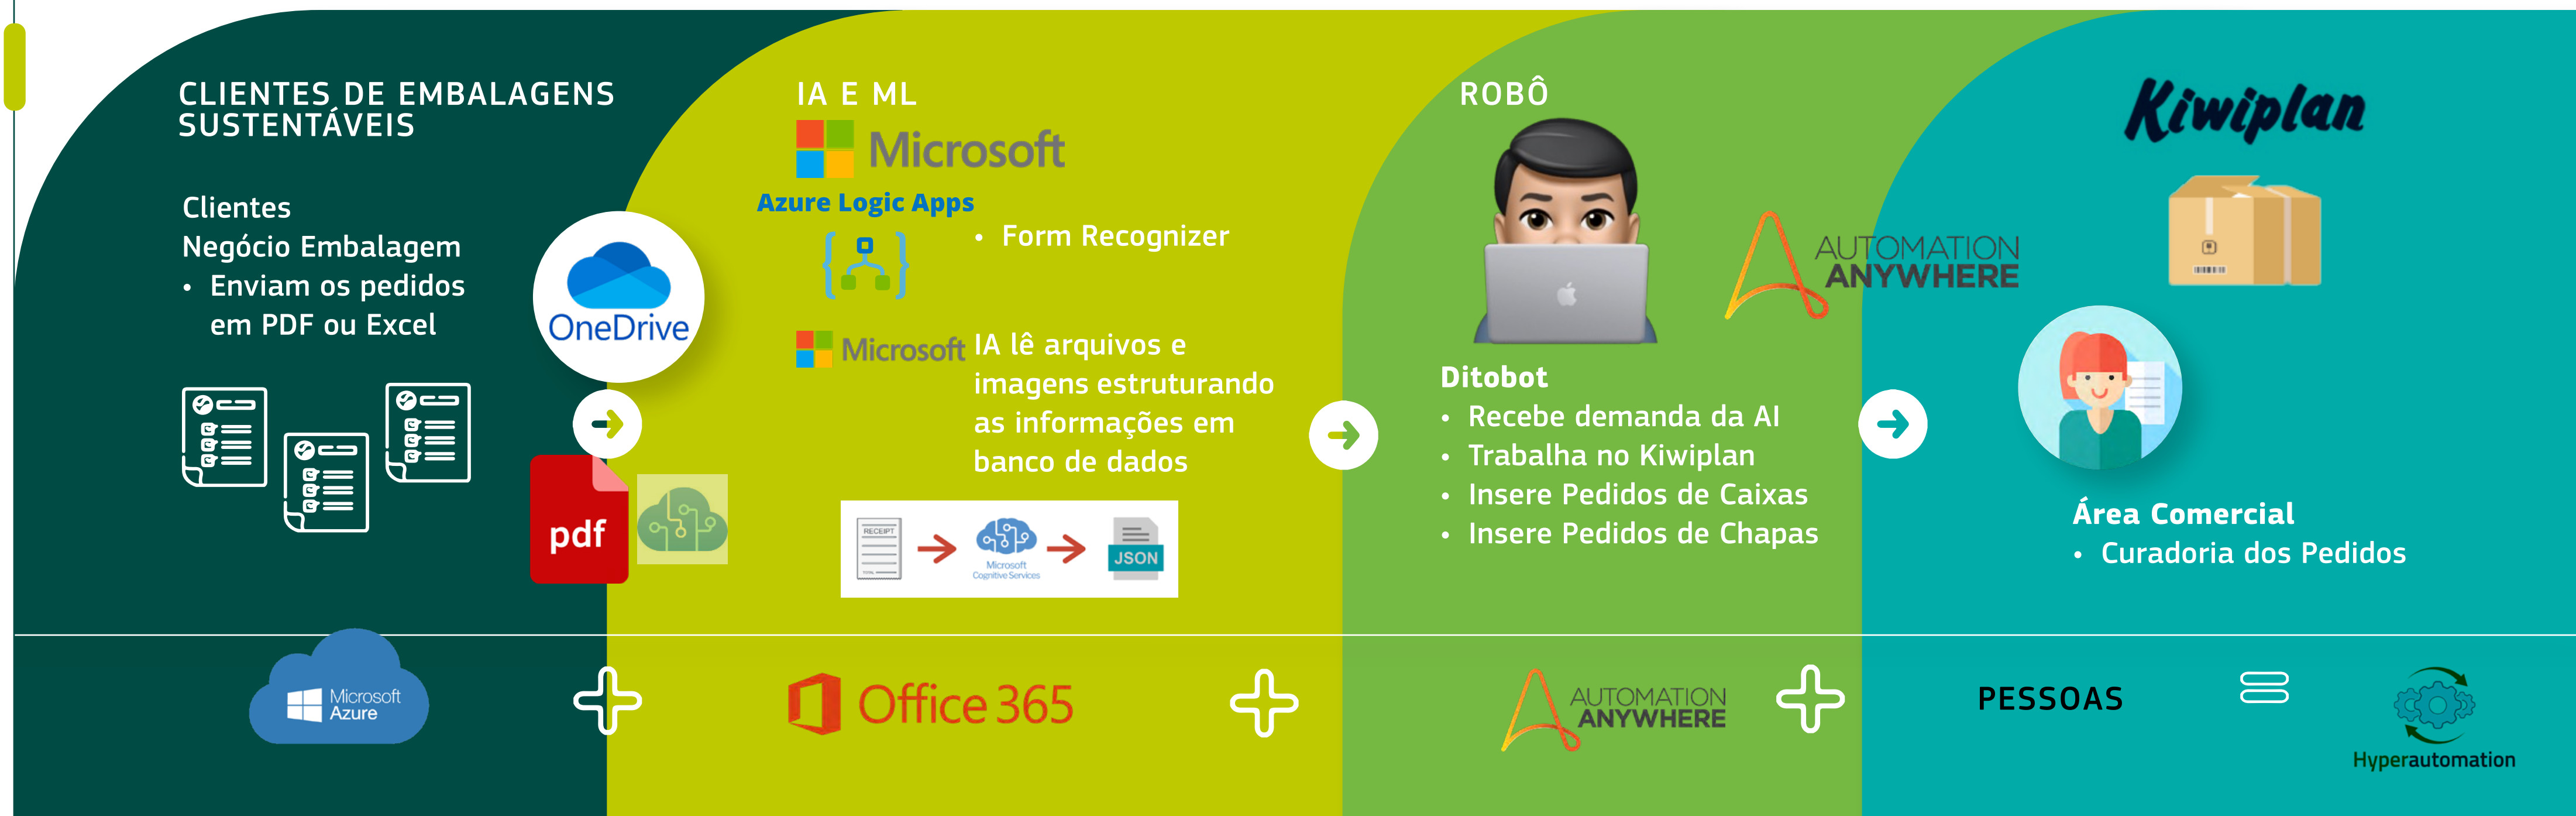 CLIENTES DE EMBALAGENS
SUSTENTÁVEIS
Clientes
Negócio Embalagem
• Enviam os pedidos
em PDF ou Excel
OneDrive
pdf
IA E ML
Microsoft
Azure Logic Apps
• Form Recognizer
Microsoft
IA lê arquivos e
imagens estruturando
as informações em
banco de dados
RECEIPT
TOTAL
Microsoft
Cognitive Services
JSON
ROBÔ
AUTOMATION
ANYWHERE
Ditobot
• Recebe demanda da AI
• Trabalha no Kiwiplan
• Insere Pedidos de Caixas
• Insere Pedidos de Chapas
Kiwiplan
Área Comercial
• Curadoria dos Pedidos
Microsoft
Azure
Office 365
AUTOMATION
ANYWHERE
PESSOAS
Hyperautomation